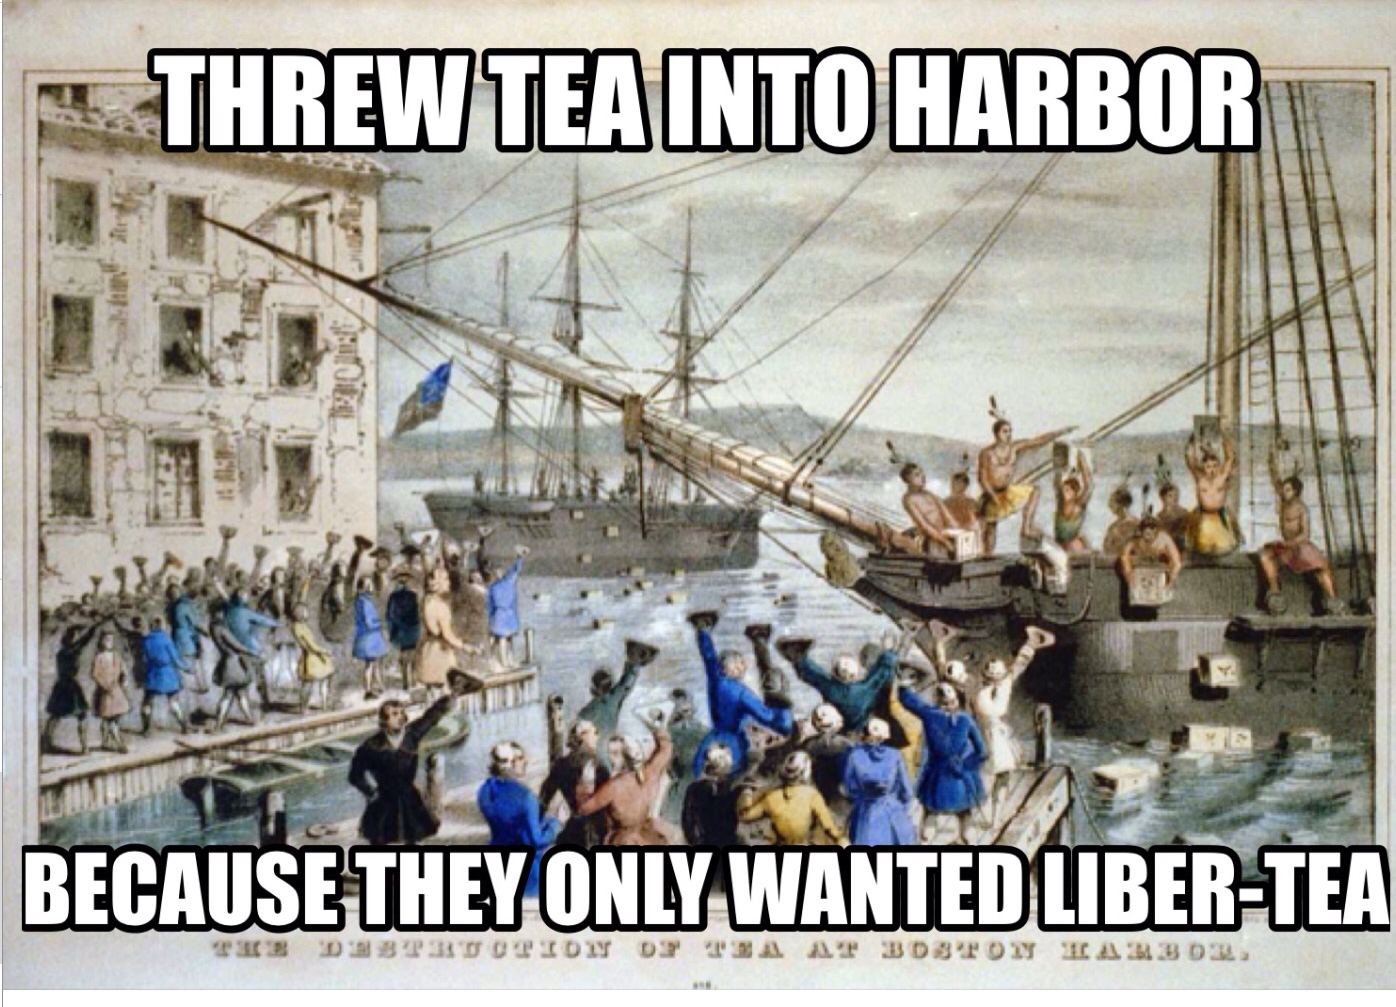 THREW TEA INTO HARBOR
BECAUSE THEY ONLY WANTED LIBER-TEA
THE DESTRUCTION OF TEA AT BOSTON HARBOR.